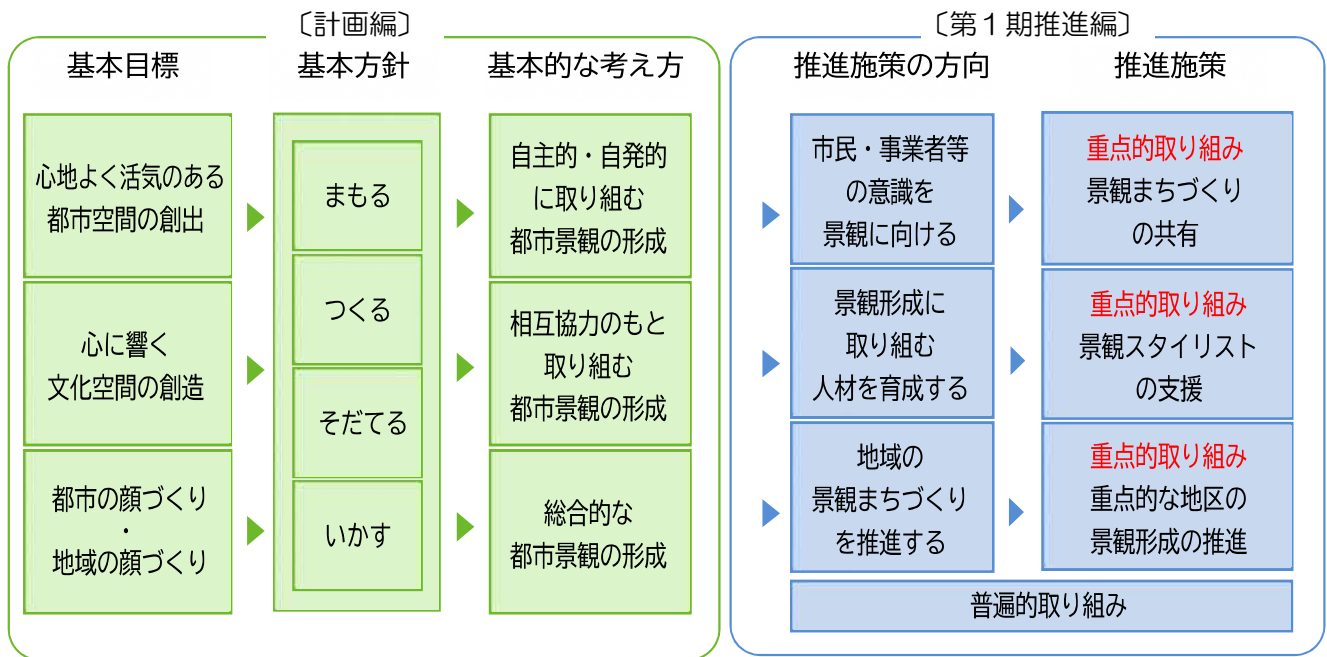 〔計画編〕
基本目標
基本方針
基本的な考え方
心地よく活気のある
都市空間の創出
心に響く
文化空間の創造
都市の顔づくり
・
地域の顔づくり
まもる
つくる
そだてる
いかす
自主的・自発的
に取り組む
都市景観の形成
相互協力のもと
取り組む
都市景観の形成
総合的な
都市景観の形成
〔第１期推進編〕
推進施策の方向
推進施策
市民・事業者等
の意識を
景観に向ける
重点的取り組み
景観まちづくり
の共有
景観形成に
取り組む
人材を育成する
重点的取り組み
景観スタイリスト
の支援
地域の
景観まちづくり
を推進する
重点的取り組み
重点的な地区の
景観形成の推進
普遍的取り組み